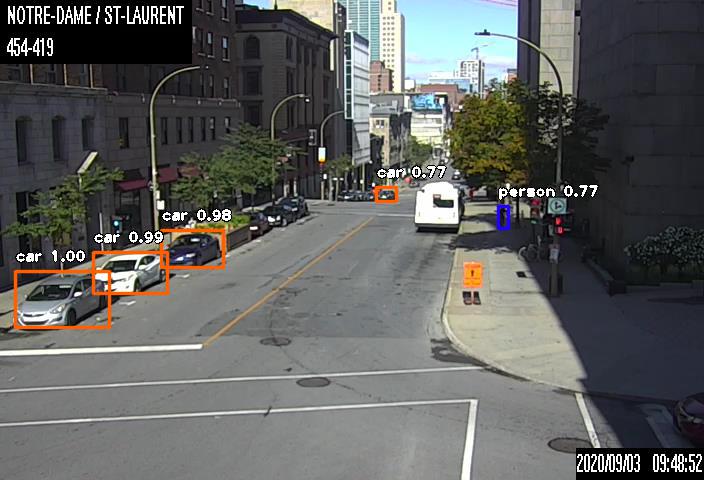 NOTRE-DAME / ST-LAURENT
454-419
car 0.77
person 0.77
car 0.98
car 0.99
car 1.00
2020/09/03 09:48:52